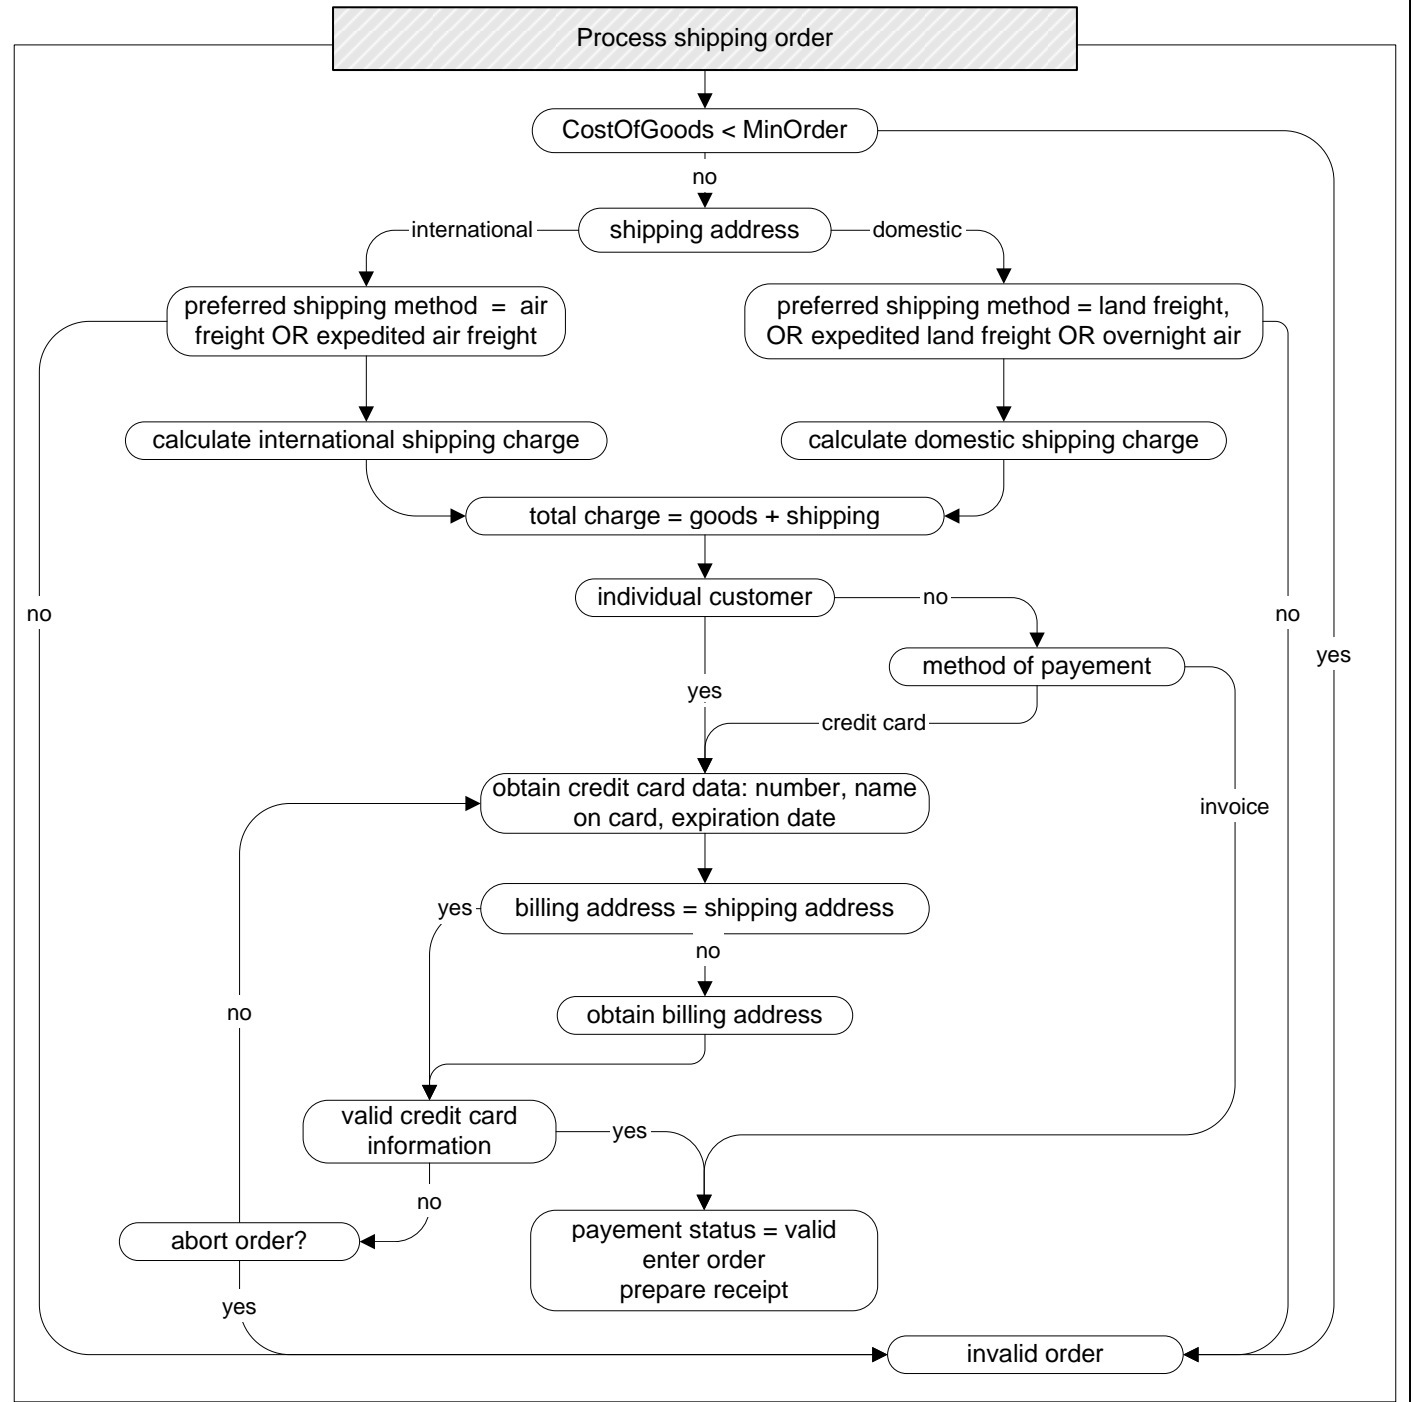 Process shipping order
CostOfGoods < MinOrder
no
international
shipping address
domestic
preferred shipping method = air
freight OR expedited air freight
preferred shipping method = land freight,
OR expedited land freight OR overnight air
calculate international shipping charge
calculate domestic shipping charge
total charge = goods + shipping
individual customer
no
no
no
yes
method of payement
yes
credit card
obtain credit card data: number, name
on card, expiration date
invoice
yes
billing address = shipping address
no
no
obtain billing address
valid credit card
information
yes
no
abort order?
payement status = valid
enter order
prepare receipt
yes
invalid order